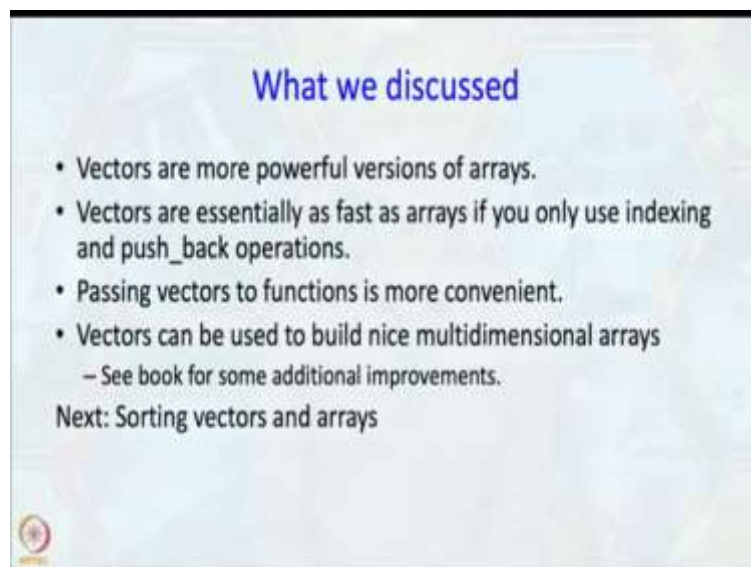 What we discussed
• Vectors are more powerful versions of arrays.
• Vectors are essentially as fast as arrays if you only use indexing
and push_back operations.
• Passing vectors to functions is more convenient.
• Vectors can be used to build nice multidimensional arrays
– See book for some additional improvements.
Next: Sorting vectors and arrays